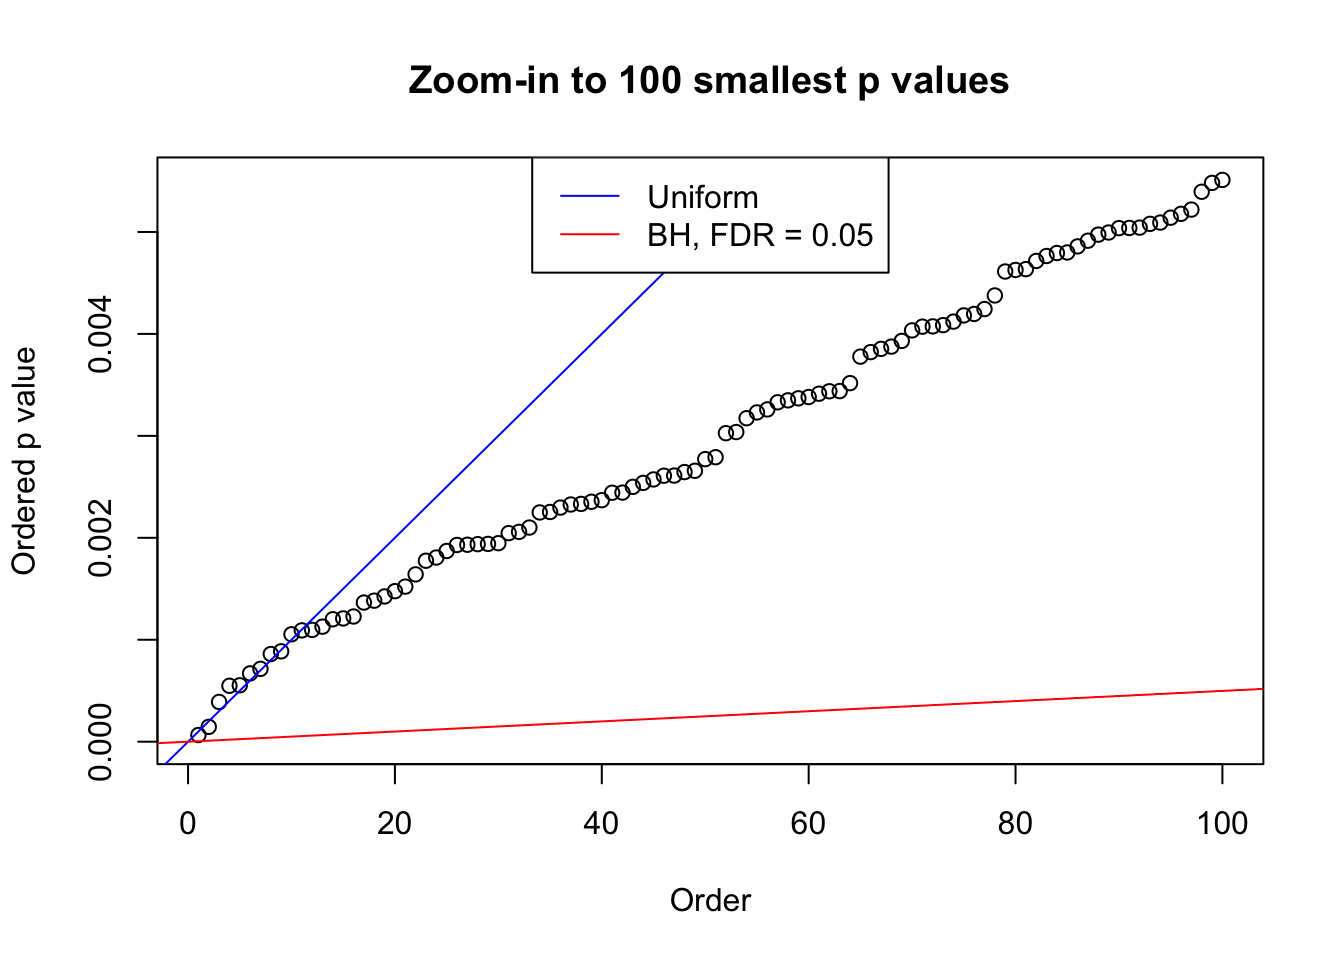 Zoom-in to 100 smallest p values
Uniform
BH, FDR = 0.05
Ordered p value
0.004
0.002
0.000
0 20 40 60 80 100
Order